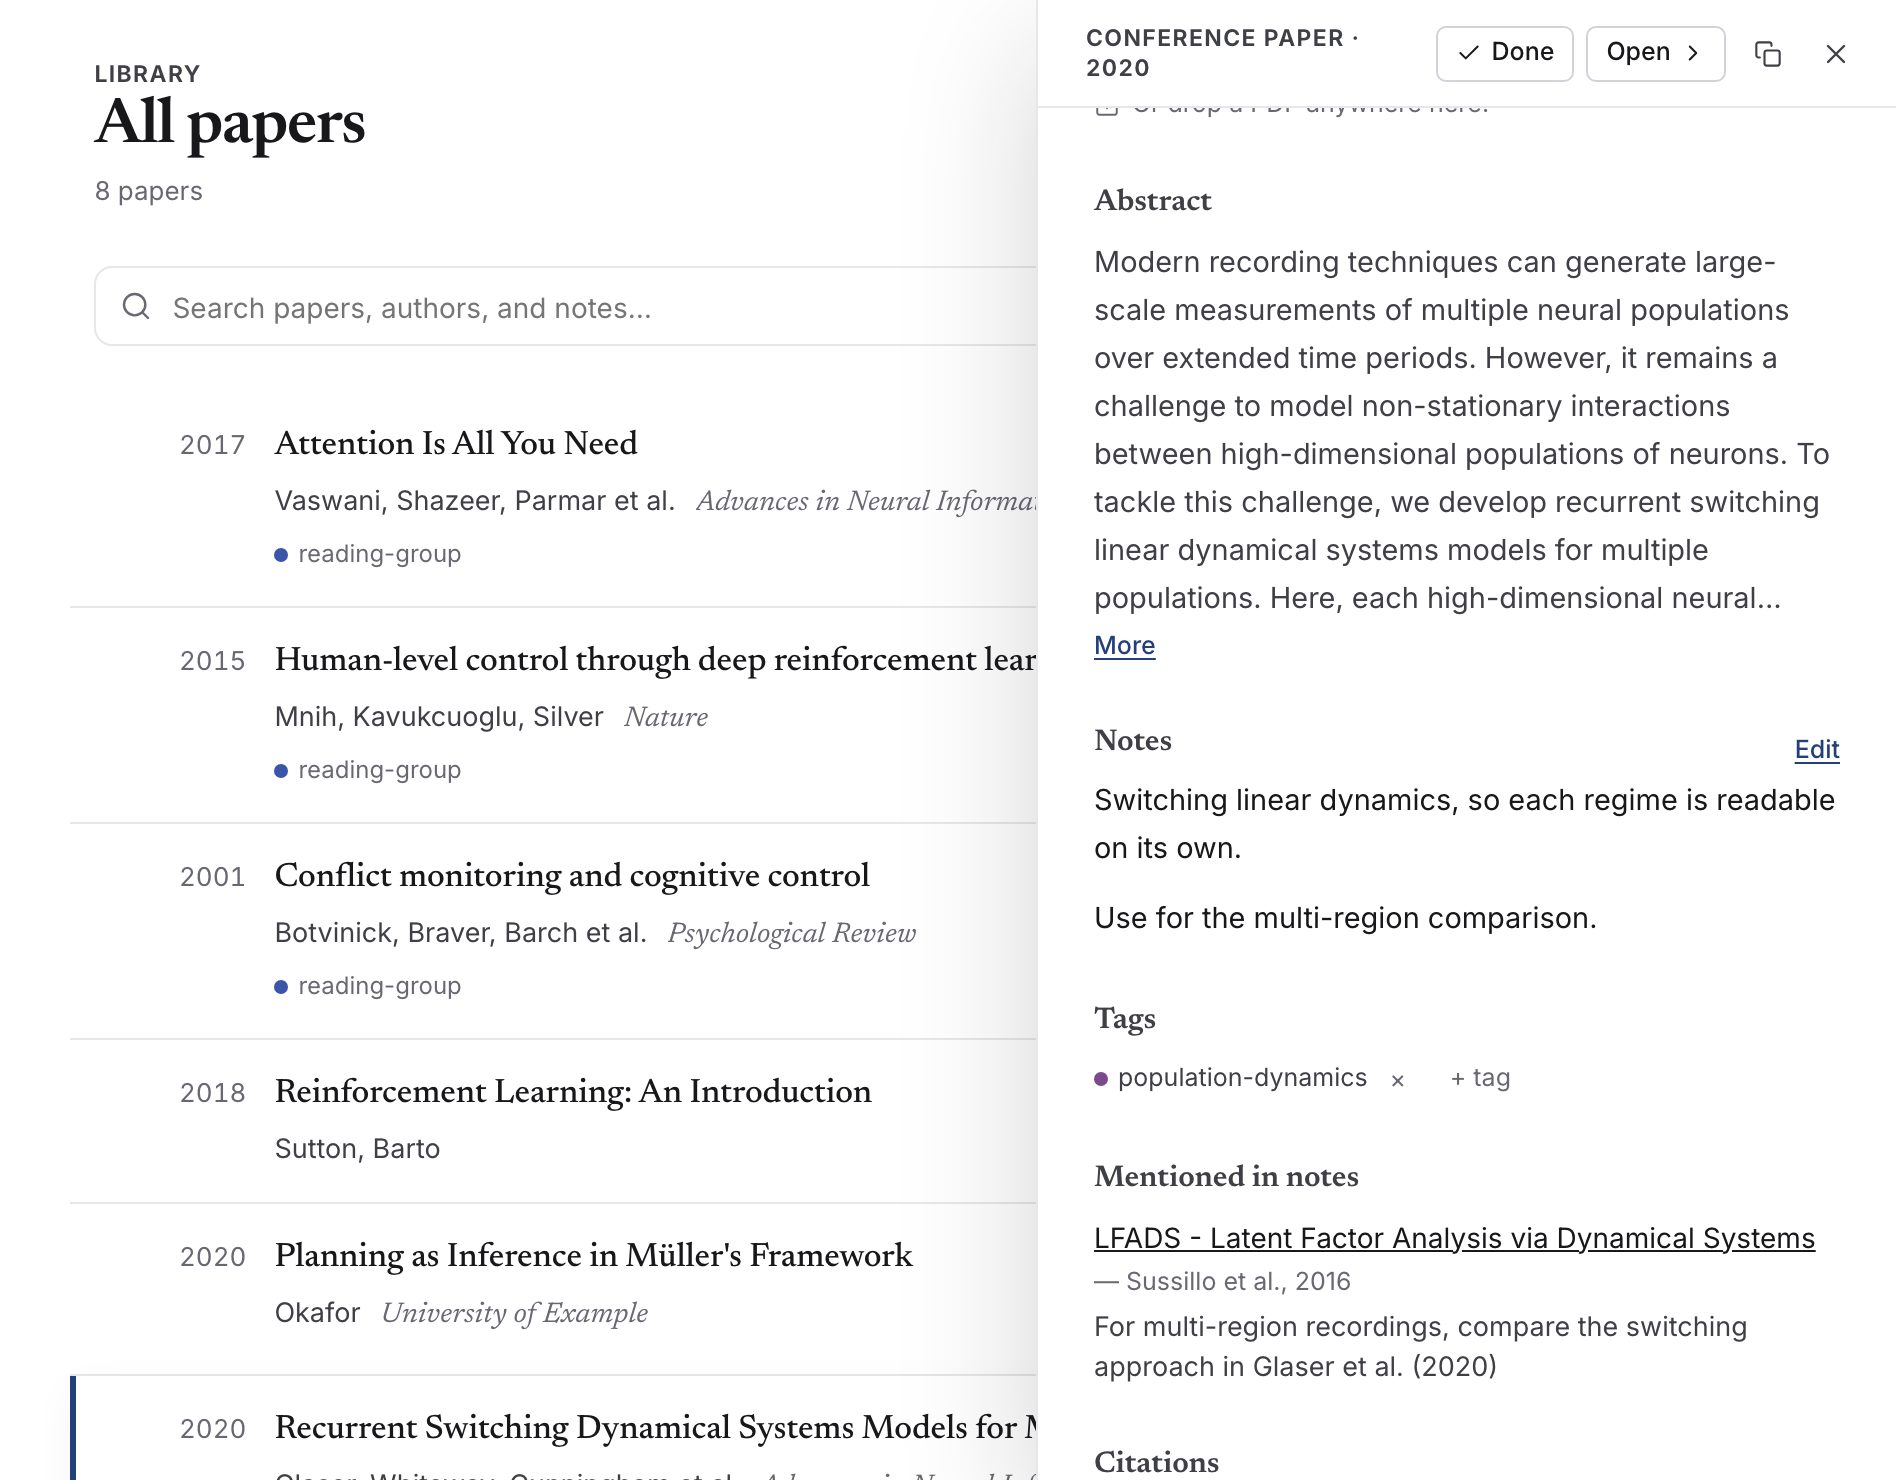 LIBRARY
All papers
8 papers
Search papers, authors, and notes...
2017 Attention Is All You Need
Vaswani, Shazeer, Parmar et al. Advances in Neural
reading-group
2015 Human-level control through deep reinforcement
Mnih, Kavukcuoglu, Silver Nature
reading-group
2001 Conflict monitoring and cognitive control
Botvinick, Braver, Barch et al. Psychological Review
reading-group
2018 Reinforcement Learning: An Introduction
Sutton, Barto
2020 Planning as Inference in Müller's Framework
Okafor University of Example
2020 Recurrent Switching Dynamical Systems Models for
CONFERENCE PAPER ·
2020
Done
Open
Or drop a PDF anywhere here.
Abstract
Modern recording techniques can generate large-
scale measurements of multiple neural populations
over extended time periods. However, it remains a
challenge to model non-stationary interactions
between high-dimensional populations of neurons. To
tackle this challenge, we develop recurrent switching
linear dynamical systems models for multiple
populations. Here, each high-dimensional neural...
More
Notes
Edit
Switching linear dynamics, so each regime is readable
on its own.
Use for the multi-region comparison.
Tags
population-dynamics × + tag
Mentioned in notes
LFADS - Latent Factor Analysis via Dynamical Systems
— Sussillo et al., 2016
For multi-region recordings, compare the switching
approach in Glaser et al. (2020)
Citations